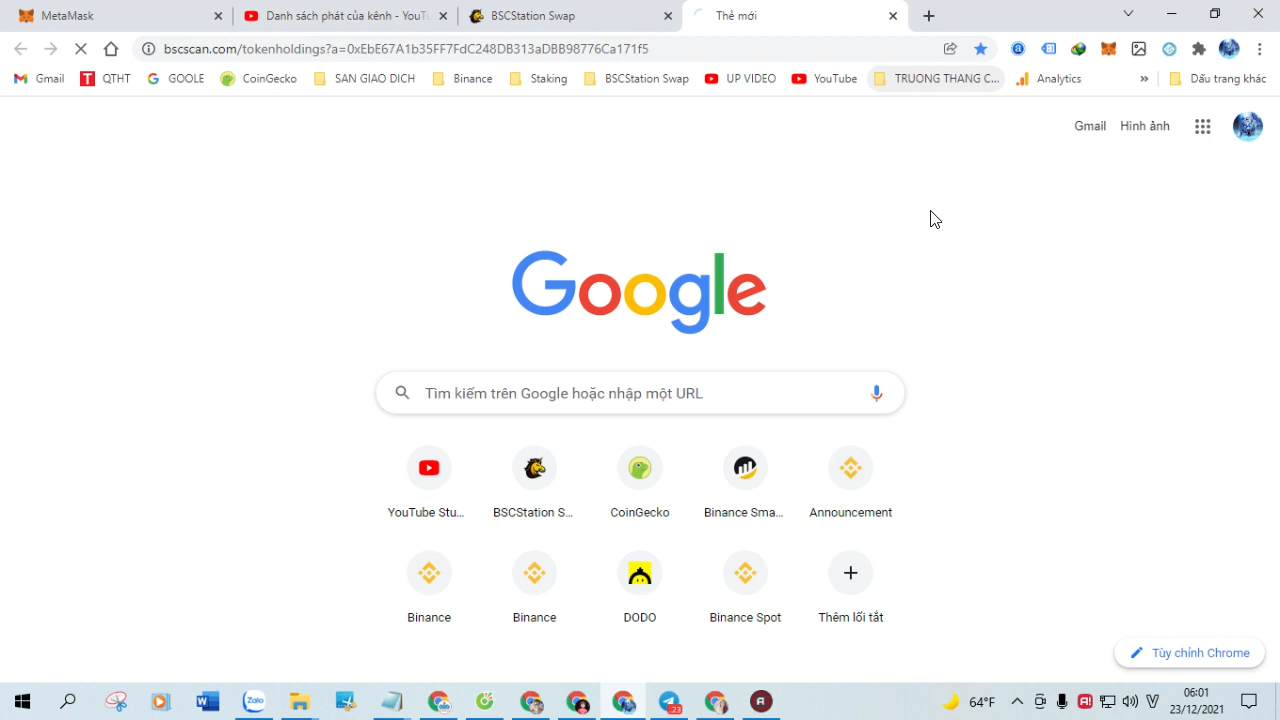 MetaMask
Danh sách phát của kênh - YouT
BSCStation Swap
Thẻ mới
bscscan.com/tokenholdings?a=0xEbE67A1b35FF7FdC248DB313aDBB98776Ca171f5
Gmail
QTHT
GOOLE
CoinGecko
SAN GIAO DICH
Binance
Staking
BSCStation Swap
UP VIDEO
YouTube
TRUONG THANG C...
Analytics
»
Dấu trang khác
Gmail
Hình ảnh
Google
Tìm kiếm trên Google hoặc nhập một URL
YouTube Stu...
BSCStation S...
CoinGecko
Binance Sma...
Announcement
Binance
Binance
DODO
Binance Spot
Thêm lối tắt
Tùy chỉnh Chrome
Zalo
23
64°F
06:01
23/12/2021